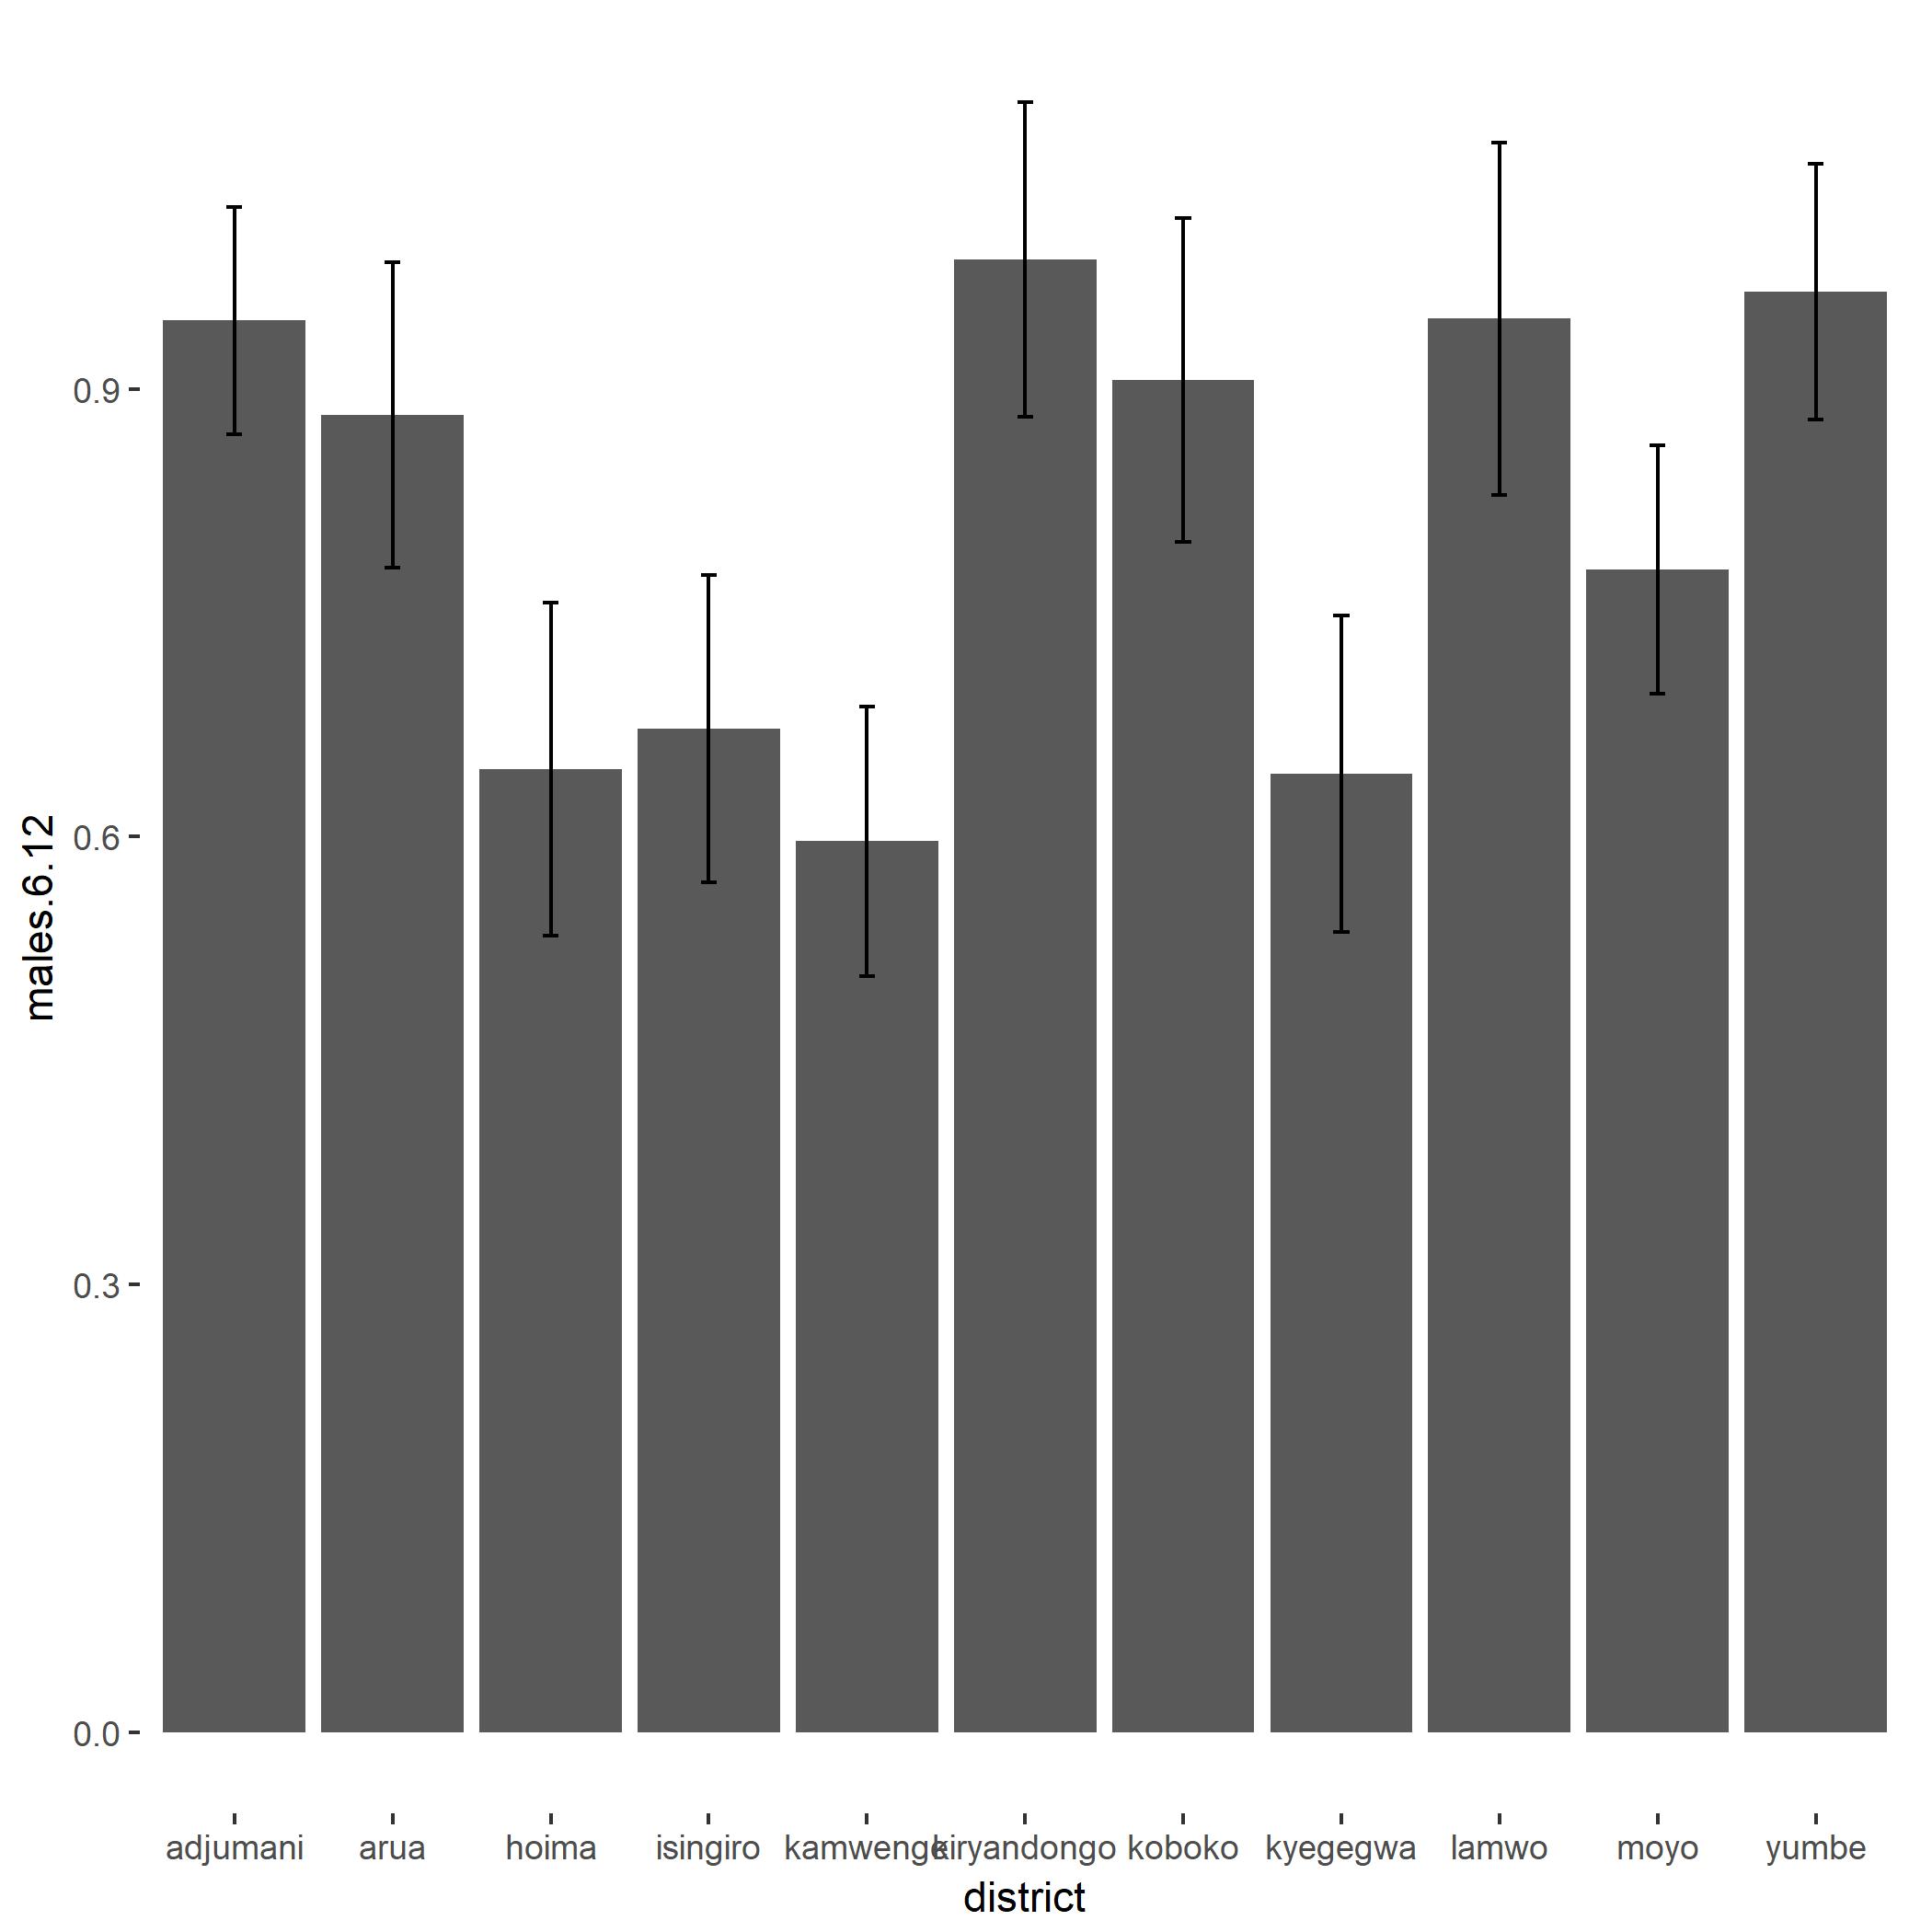 males.6.12
0.9
0.6
0.3
0.0
adjumani arua hoima isingiro kamwenge kiryandongo koboko kyegegwa lamwo moyo yumbe
district